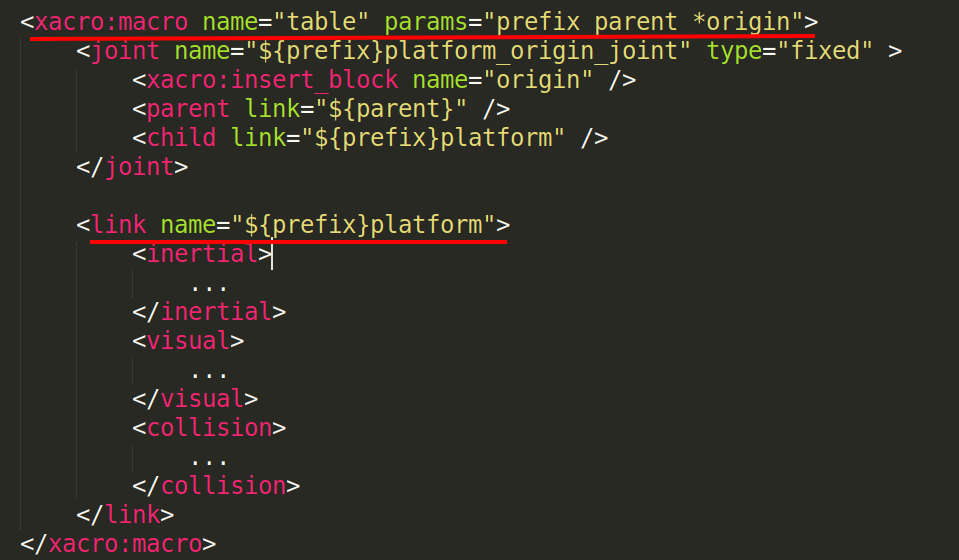 <xacro:macro name="table" params="prefix parent *origin">
<joint name="${prefix}platform_origin_joint" type="fixed" >
<xacro:insert_block name="origin" />
<parent link="${parent}" />
<child link="${prefix}platform" />
</joint>
<link name="${prefix}platform">
<inertial>
...
</inertial>
<visual>
...
</visual>
<collision>
...
</collision>
</link>
</xacro:macro>